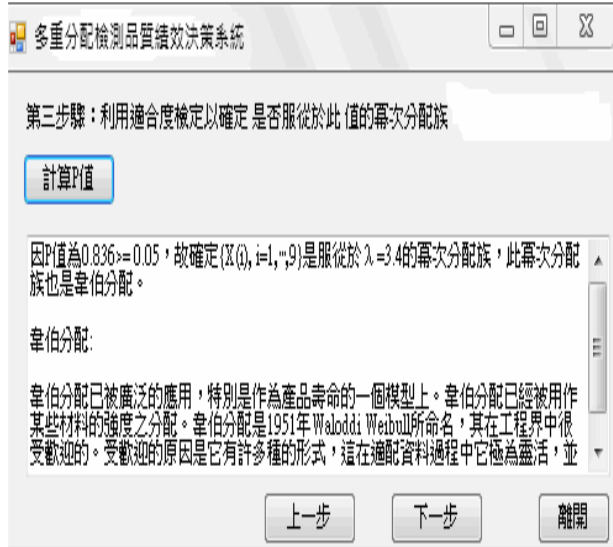 多重分配檢測品質績效決策系統
第三步驟：利用適合度檢定以確定 是否服從於此 值的冪次分配族
計算P值
因P值為0.836>= 0.05，故確定{X(i), i=1,...,9}是服從於 λ =3.4的冪次分配族，此冪次分配
族也是韋伯分配。
韋伯分配:
韋伯分配已被廣泛的應用，特別是作為產品壽命的一個模型上。韋伯分配已經被用作
某些材料的強度之分配。韋伯分配是1951年 Waloddi Weibull所命名，其在工程界中很
受歡迎的。受歡迎的原因是它有許多種的形式，這在適配資料過程中它極為靈活，並
上一步
下一步
離開